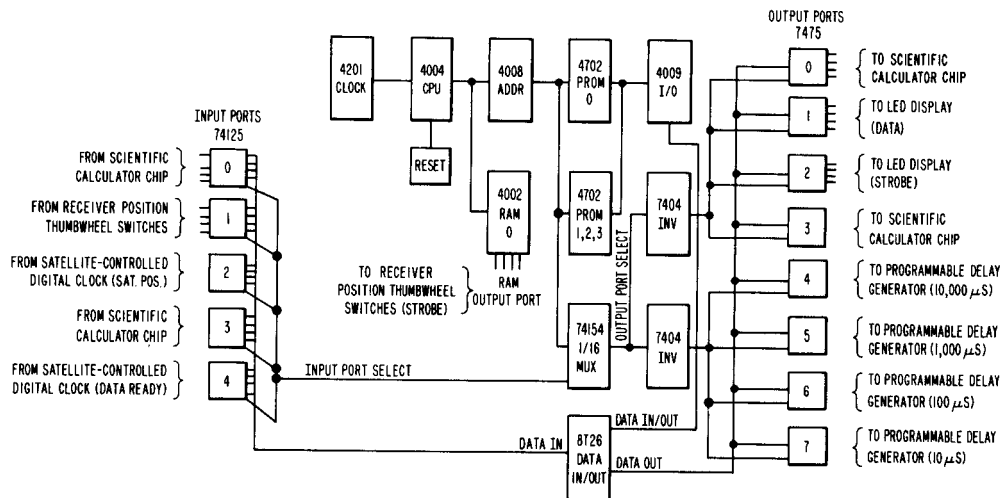 OUTPUT PORTS
7475
4201
CLOCK
4004
CPU
4008
ADDR
4702
PROM
0
4009
I/O
0
TO SCIENTIFIC
CALCULATOR CHIP
1
TO LED DISPLAY
(DATA)
2
TO LED DISPLAY
(STROBE)
3
TO SCIENTIFIC
CALCULATOR CHIP
4
TO PROGRAMMABLE DELAY
GENERATOR (10,000 µS)
5
TO PROGRAMMABLE DELAY
GENERATOR (1,000 µS)
6
TO PROGRAMMABLE DELAY
GENERATOR (100 µS)
7
TO PROGRAMMABLE DELAY
GENERATOR (10 µS)
INPUT PORTS
74125
FROM SCIENTIFIC
CALCULATOR CHIP
0
FROM RECEIVER POSITION
THUMBWHEEL SWITCHES
1
FROM SATELLITE-CONTROLLED
DIGITAL CLOCK (SAT. POS.)
2
FROM SCIENTIFIC
CALCULATOR CHIP
3
FROM SATELLITE-CONTROLLED
DIGITAL CLOCK (DATA READY)
4
RESET
4002
RAM
0
4702
PROM
1,2,3
7404
INV
TO RECEIVER
POSITION THUMBWHEEL
SWITCHES (STROBE)
RAM
OUTPUT PORT
OUTPUT PORT SELECT
74154
1/16
MUX
7404
INV
INPUT PORT SELECT
DATA IN
8T26
DATA
IN/OUT
DATA IN/OUT
DATA OUT